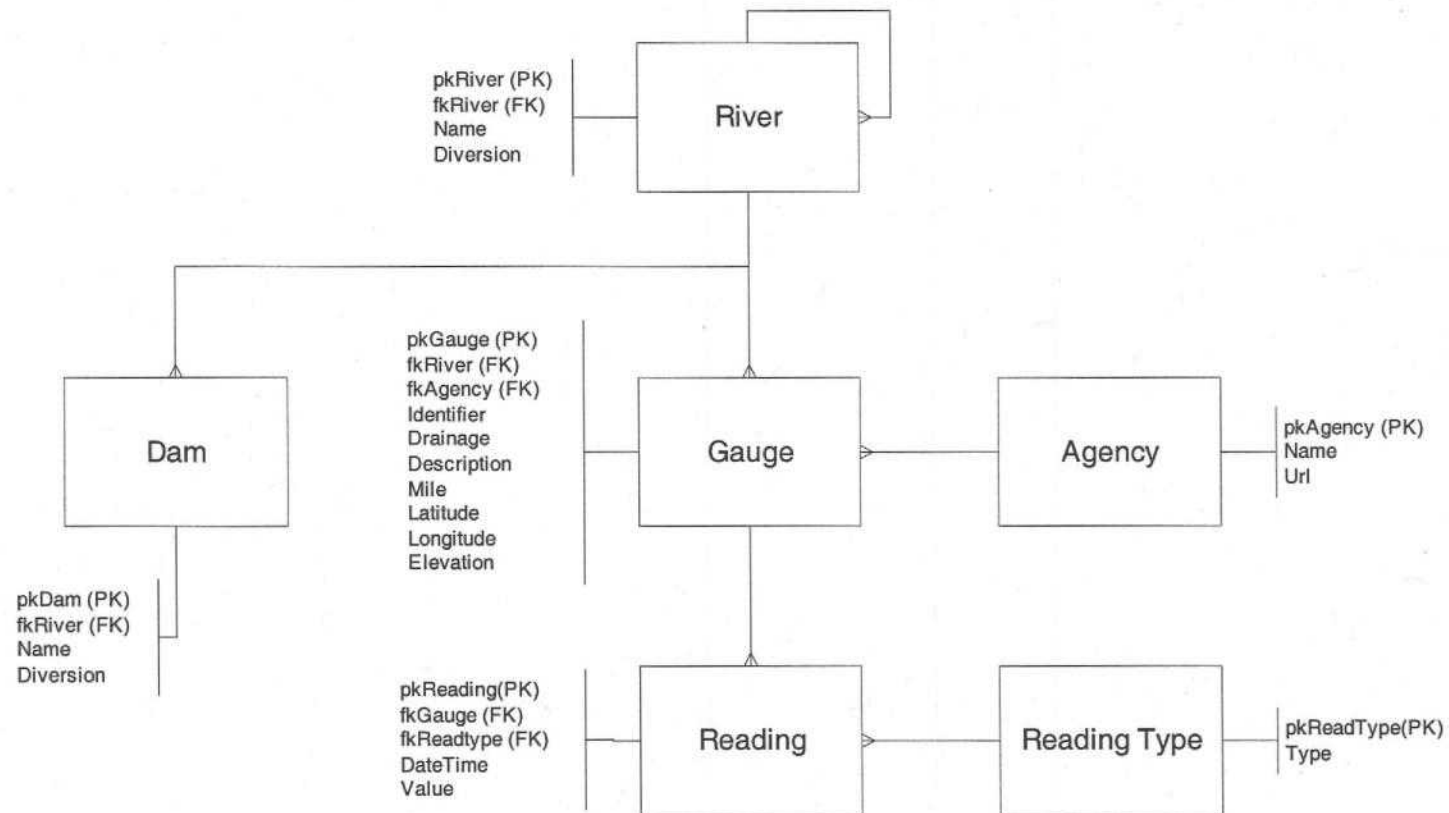 pkRiver (PK)
fkRiver (FK)
Name
Diversion
River
pkGauge (PK)
fkRiver (FK)
fkAgency (FK)
Identifier
Drainage
Description
Mile
Latitude
Longitude
Elevation
Dam
Gauge
Agency
pkAgency (PK)
Name
Url
pkDam (PK)
fkRiver (FK)
Name
Diversion
pkReading(PK)
fkGauge (FK)
fkReadtype (FK)
DateTime
Value
Reading
Reading Type
pkReadType(PK)
Type